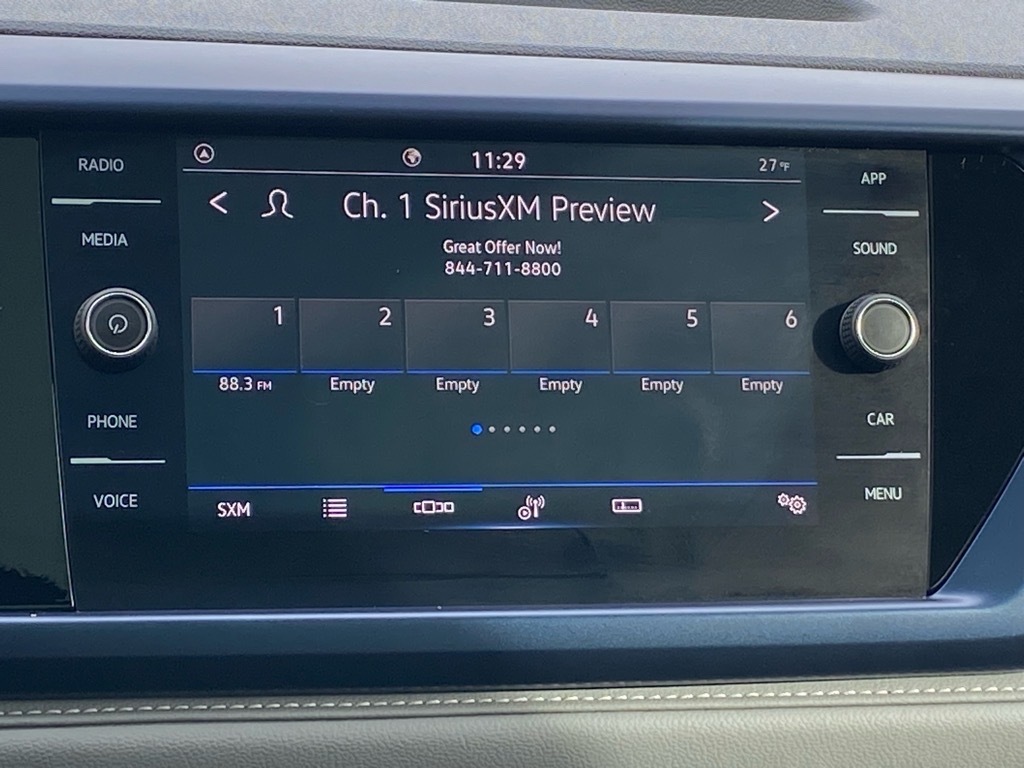 RADIO
MEDIA
PHONE
VOICE
11:29
27°F
Ch. 1 SiriusXM Preview
Great Offer Now!
844-711-8800
1 2 3 4 5 6
88.3 FM Empty Empty Empty Empty Empty
SXM
APP
SOUND
CAR
MENU